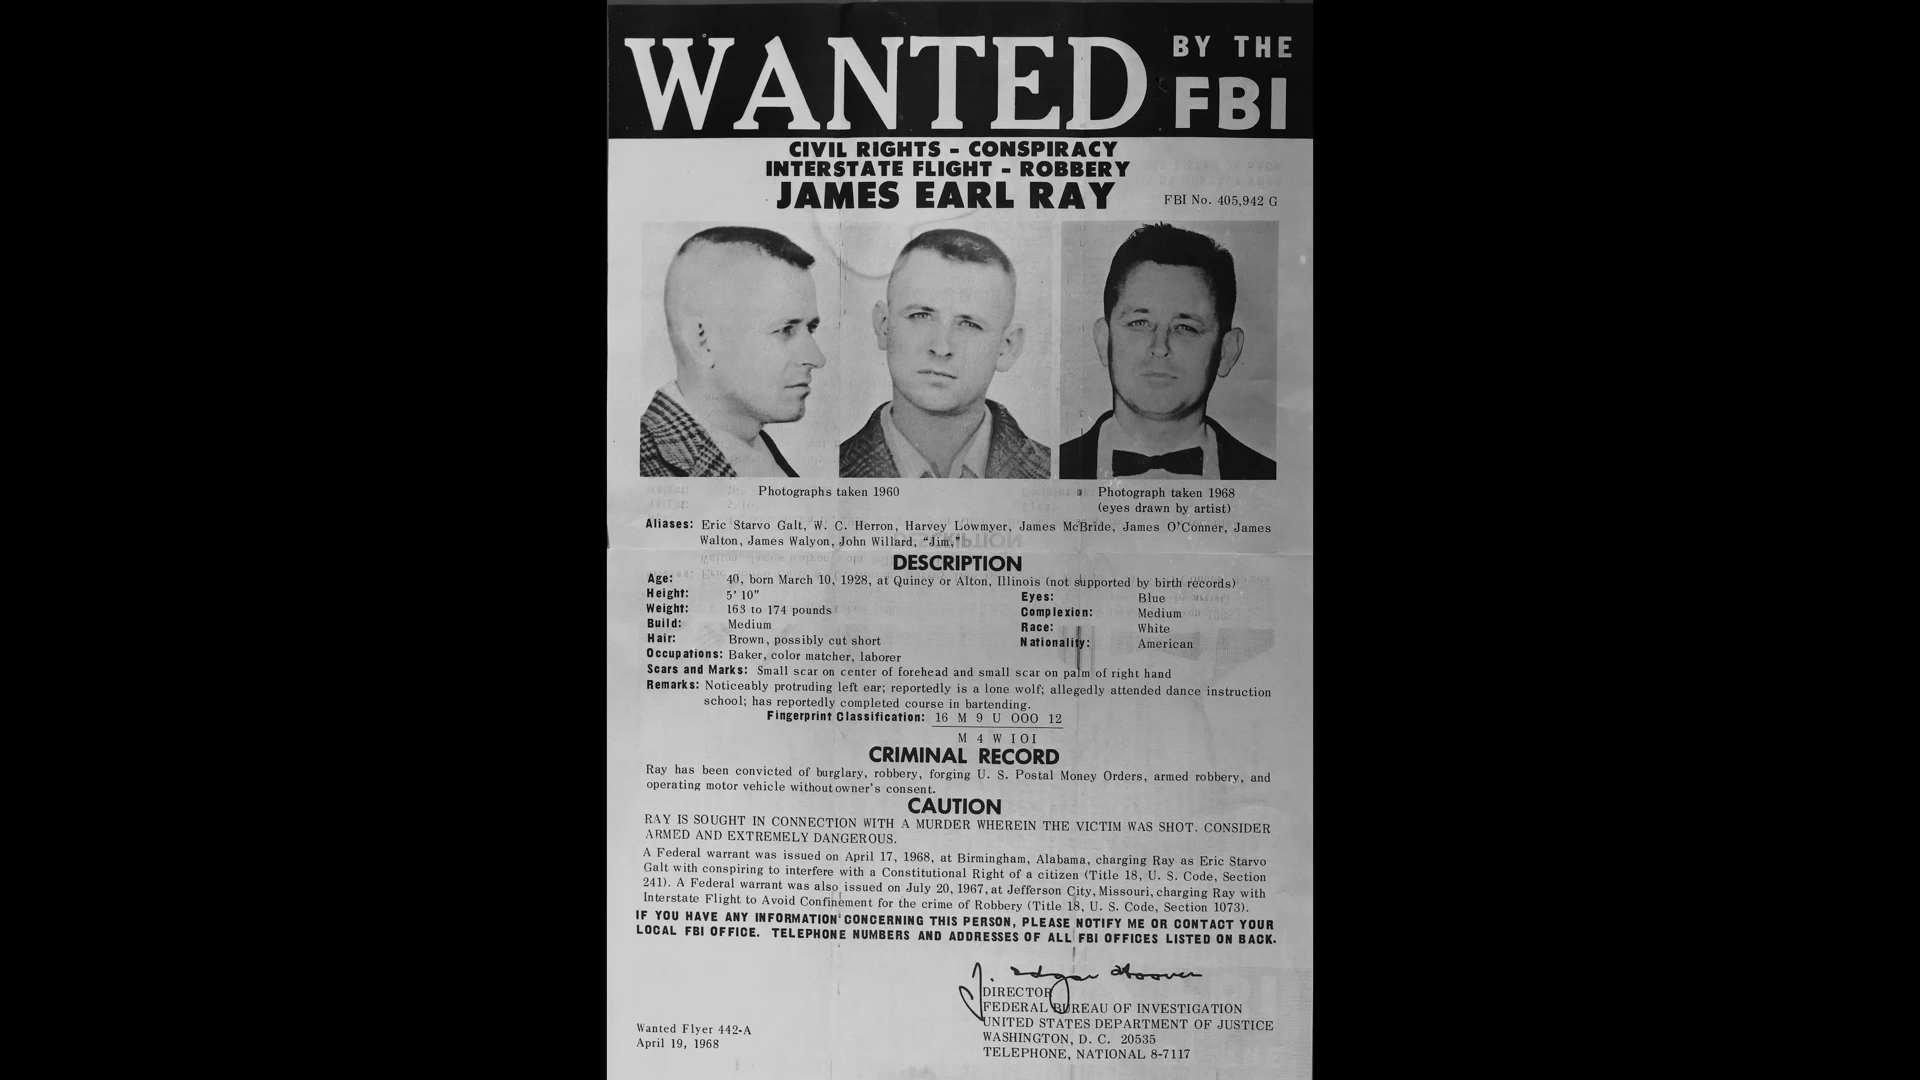 WANTED BY THE FBI
CIVIL RIGHTS - CONSPIRACY
INTERSTATE FLIGHT - ROBBERY
JAMES EARL RAY
FBI No. 405,942 G
Photographs taken 1960
Photograph taken 1968
(eyes drawn by artist)
Aliases: Eric Starvo Galt, W. C. Herron, Harvey Lowmyer, James McBride, James O'Conner, James
Walton, James Walyon, John Willard, "Jim,"
DESCRIPTION
Age: 40, born March 10, 1928, at Quincy or Alton, Illinois (not supported by birth records)
Height: 5' 10"
Eyes: Blue
Weight: 163 to 174 pounds
Complexion: Medium
Build: Medium
Race: White
Hair: Brown, possibly cut short
Nationality: American
Occupations: Baker, color matcher, laborer
Scars and Marks: Small scar on center of forehead and small scar on palm of right hand
Remarks: Noticeably protruding left ear; reportedly is a lone wolf; allegedly attended dance instruction
school; has reportedly completed course in bartending.
Fingerprint Classification: 16 M 9 U OOO 12
M 4 W IOI
CRIMINAL RECORD
Ray has been convicted of burglary, robbery, forging U. S. Postal Money Orders, armed robbery, and
operating motor vehicle without owner's consent.
CAUTION
RAY IS SOUGHT IN CONNECTION WITH A MURDER WHEREIN THE VICTIM WAS SHOT. CONSIDER
ARMED AND EXTREMELY DANGEROUS.
A Federal warrant was issued on April 17, 1968, at Birmingham, Alabama, charging Ray as Eric Starvo
Galt with conspiring to interfere with a Constitutional Right of a citizen (Title 18, U. S. Code, Section
241). A Federal warrant was also issued on July 20, 1967, at Jefferson City, Missouri, charging Ray with
Interstate Flight to Avoid Confinement for the crime of Robbery (Title 18, U. S. Code, Section 1073).
IF YOU HAVE ANY INFORMATION CONCERNING THIS PERSON, PLEASE NOTIFY ME OR CONTACT YOUR
LOCAL FBI OFFICE. TELEPHONE NUMBERS AND ADDRESSES OF ALL FBI OFFICES LISTED ON BACK.
J. Edgar Hoover
DIRECTOR
FEDERAL BUREAU OF INVESTIGATION
UNITED STATES DEPARTMENT OF JUSTICE
WASHINGTON, D. C. 20535
TELEPHONE, NATIONAL 8-7117
Wanted Flyer 442-A
April 19, 1968